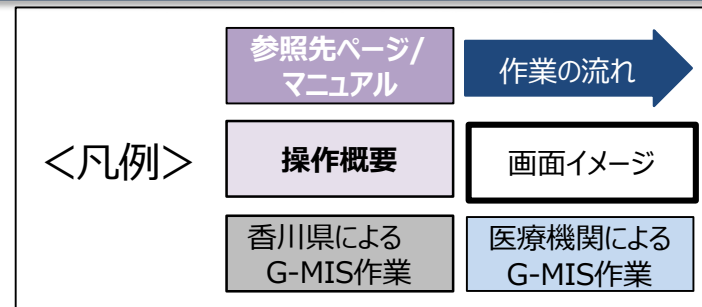 <凡例>
参照先ページ/
マニュアル
作業の流れ
操作概要
画面イメージ
香川県による
G-MIS作業
医療機関による
G-MIS作業